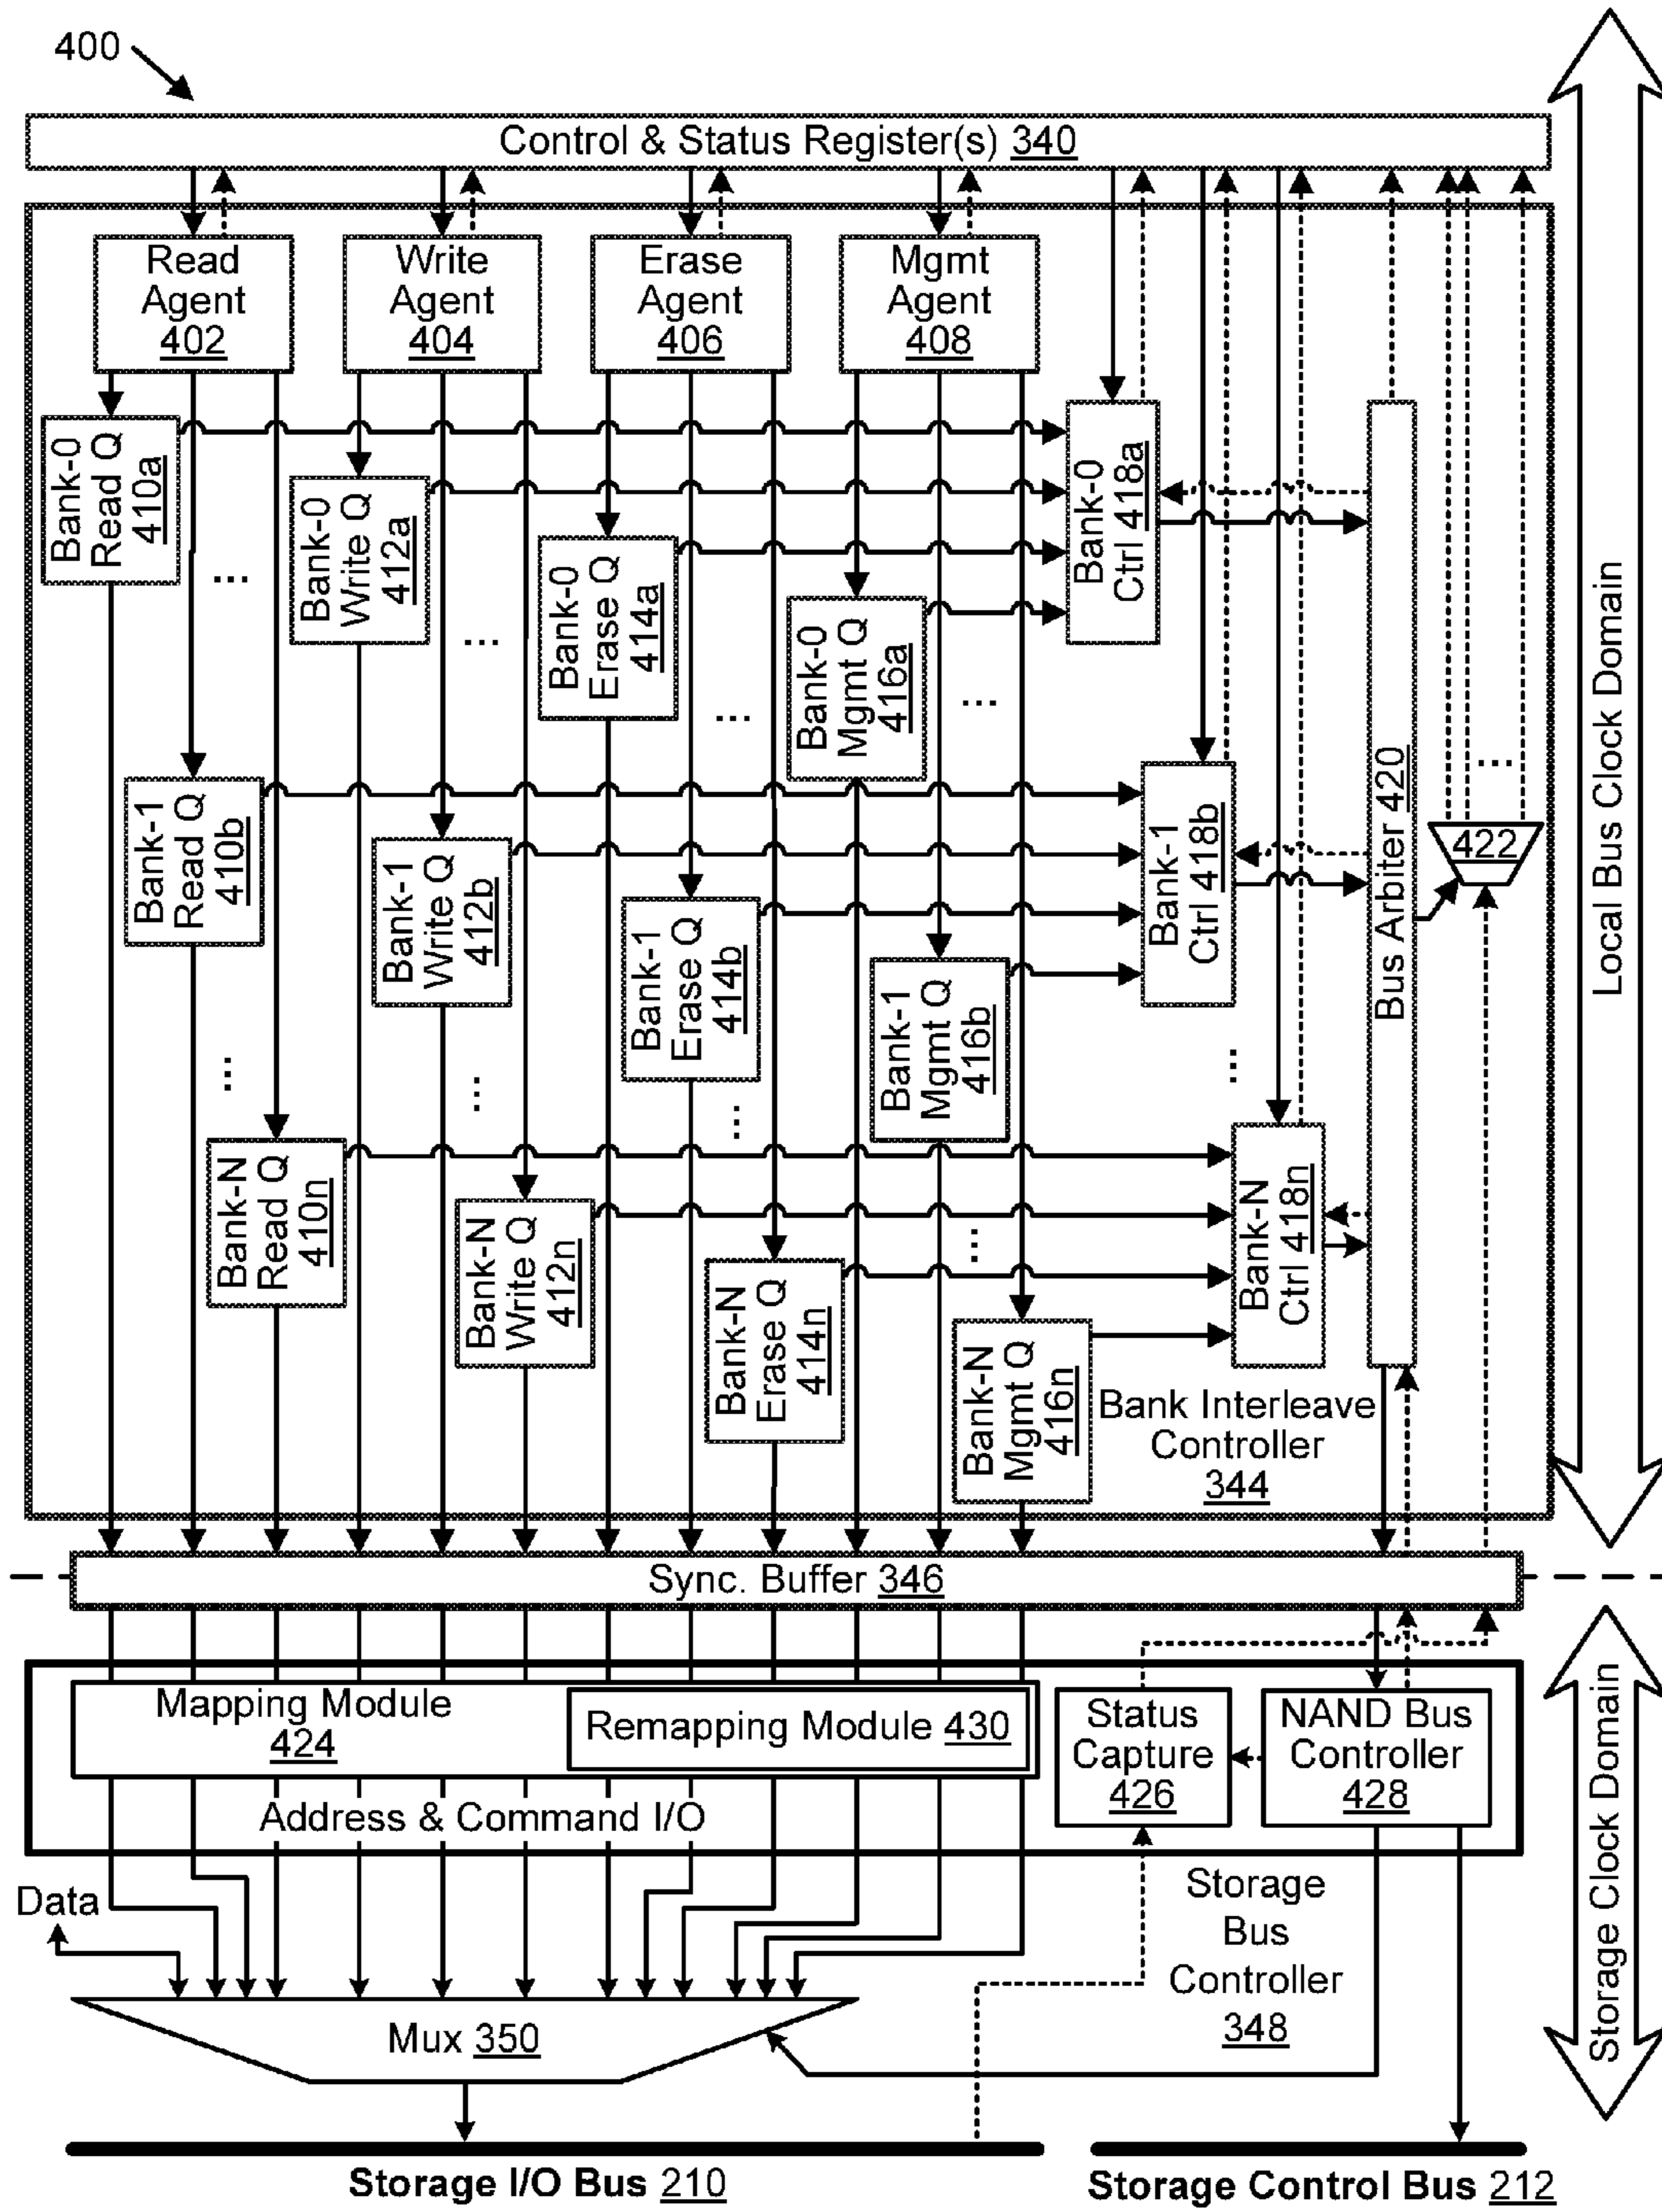 400
Control & Status Register(s) 340
Read
Agent
402
Write
Agent
404
Erase
Agent
406
Mgmt
Agent
408
Bank-0
Read Q
410a
Bank-0
Write Q
412a
Bank-0
Erase Q
414a
Bank-0
Mgmt Q
416a
Bank-0
Ctrl 418a
...
...
...
...
Bank-1
Read Q
410b
Bank-1
Write Q
412b
Bank-1
Erase Q
414b
Bank-1
Mgmt Q
416b
Bank-1
Ctrl 418b
Bus Arbiter 420
...
422
Local Bus Clock Domain
...
...
...
...
...
Bank-N
Read Q
410n
Bank-N
Write Q
412n
Bank-N
Erase Q
414n
Bank-N
Mgmt Q
416n
Bank-N
Ctrl 418n
Bank Interleave
Controller
344
Sync. Buffer 346
Mapping Module
424
Remapping Module 430
Status
Capture
426
NAND Bus
Controller
428
Address & Command I/O
Storage Clock Domain
Data
Storage
Bus
Controller
348
Mux 350
Storage I/O Bus 210
Storage Control Bus 212